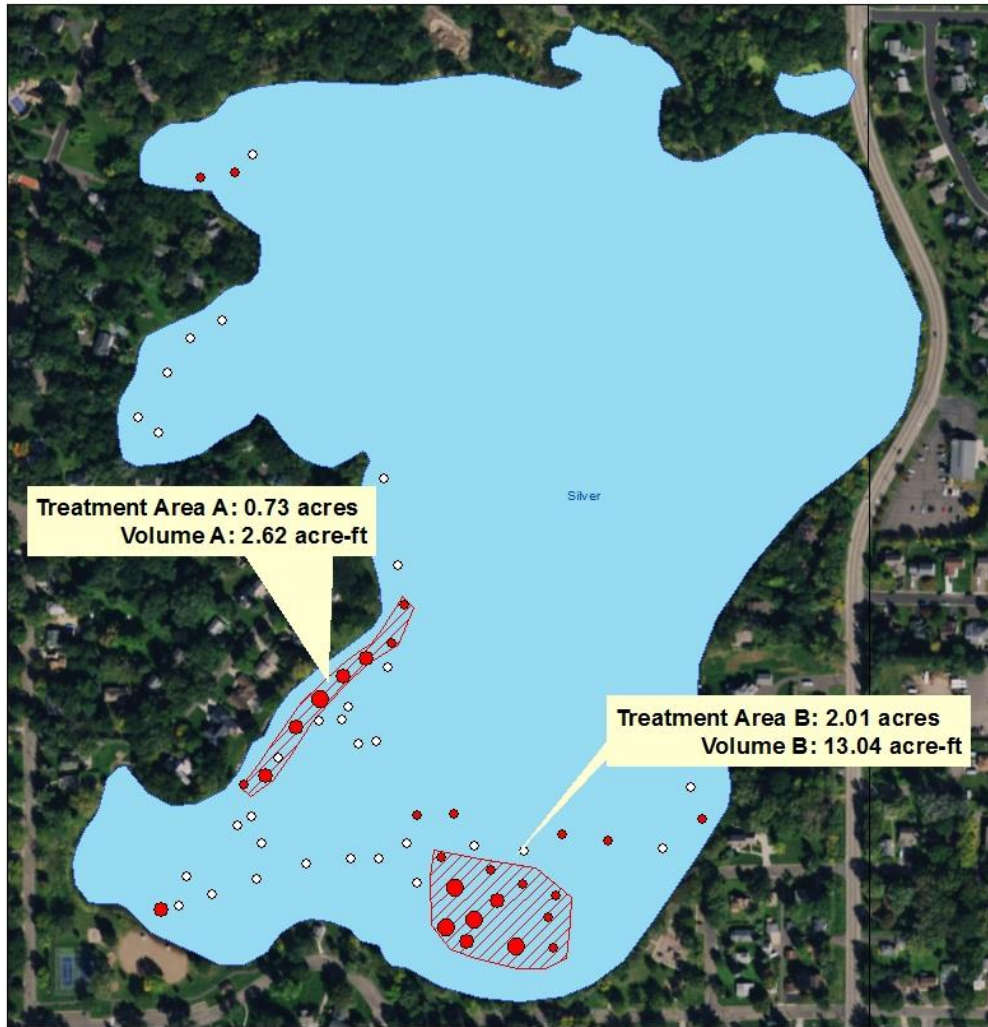 Silver
Treatment Area A: 0.73 acres
Volume A: 2.62 acre-ft
Treatment Area B: 2.01 acres
Volume B: 13.04 acre-ft